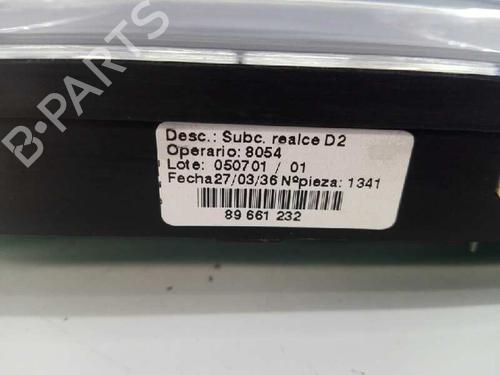 Desc.: Subc. realce D2
Operario: 8054
Lote: 050701 / 01
Fecha27/03/36 Nºpieza: 1341
89 661 232
B-PARTS